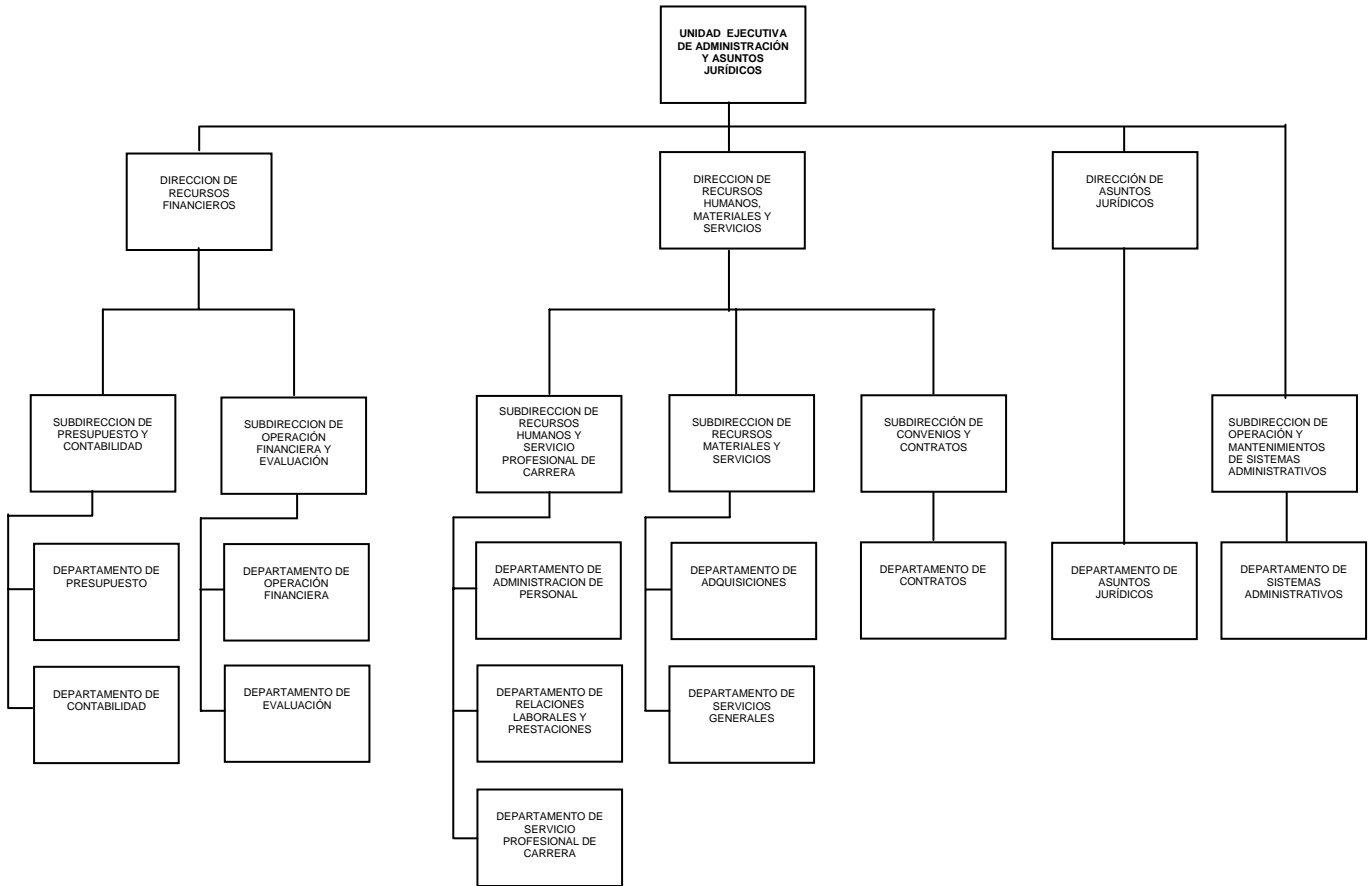 UNIDAD EJECUTIVA
DE ADMINISTRACIÓN
Y ASUNTOS
JURÍDICOS
DIRECCION DE
RECURSOS
FINANCIEROS
DIRECCION DE
RECURSOS
HUMANOS,
MATERIALES Y
SERVICIOS
DIRECCIÓN DE
ASUNTOS
JURÍDICOS
SUBDIRECCION DE
PRESUPUESTO Y
CONTABILIDAD
SUBDIRECCION DE
OPERACIÓN
FINANCIERA Y
EVALUACIÓN
SUBDIRECCION DE
RECURSOS
HUMANOS Y
SERVICIO
PROFESIONAL DE
CARRERA
SUBDIRECCION DE
RECURSOS
MATERIALES Y
SERVICIOS
SUBDIRECCIÓN DE
CONVENIOS Y
CONTRATOS
SUBDIRECCION DE
OPERACIÓN Y
MANTENIMIENTOS
DE SISTEMAS
ADMINISTRATIVOS
DEPARTAMENTO DE
PRESUPUESTO
DEPARTAMENTO DE
OPERACIÓN
FINANCIERA
DEPARTAMENTO DE
ADMINISTRACION DE
PERSONAL
DEPARTAMENTO DE
ADQUISICIONES
DEPARTAMENTO DE
CONTRATOS
DEPARTAMENTO DE
ASUNTOS
JURÍDICOS
DEPARTAMENTO DE
SISTEMAS
ADMINISTRATIVOS
DEPARTAMENTO DE
CONTABILIDAD
DEPARTAMENTO DE
EVALUACIÓN
DEPARTAMENTO DE
RELACIONES
LABORALES Y
PRESTACIONES
DEPARTAMENTO DE
SERVICIOS
GENERALES
DEPARTAMENTO DE
SERVICIO
PROFESIONAL DE
CARRERA